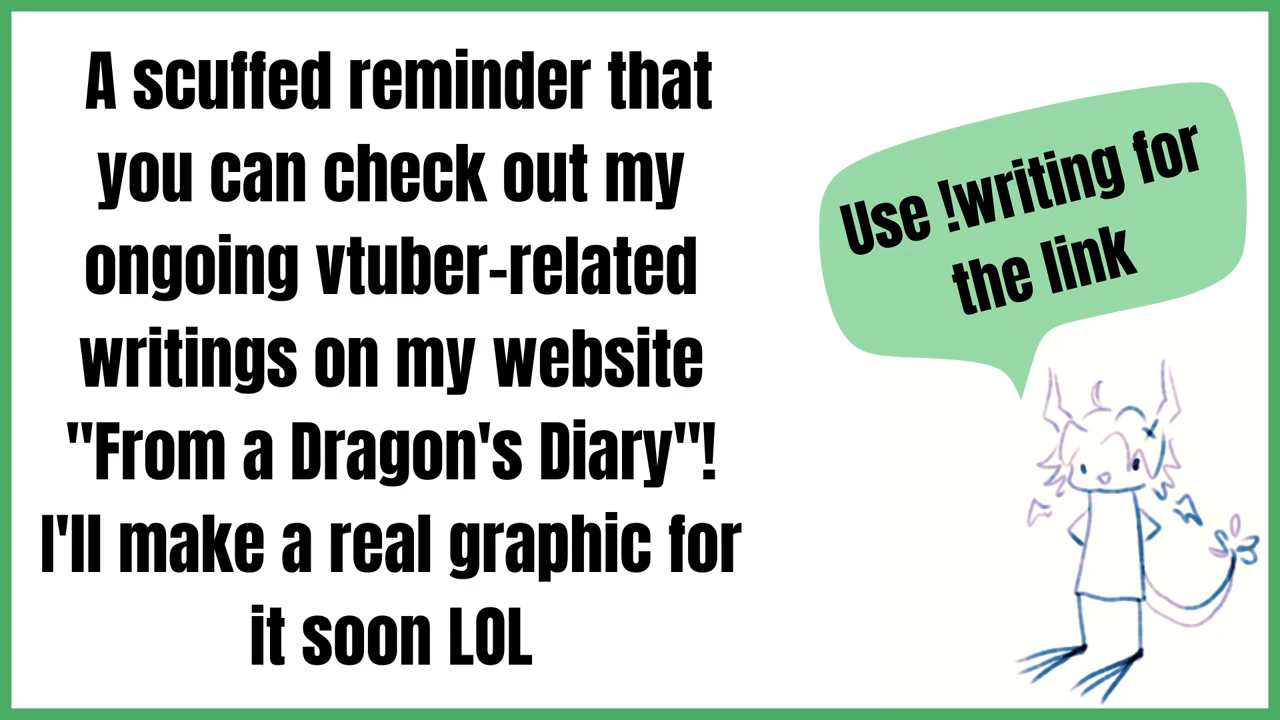 A scuffed reminder that
you can check out my
ongoing vtuber-related
writings on my website
"From a Dragon's Diary"!
I'll make a real graphic for
it soon LOL
Use !writing for
the link